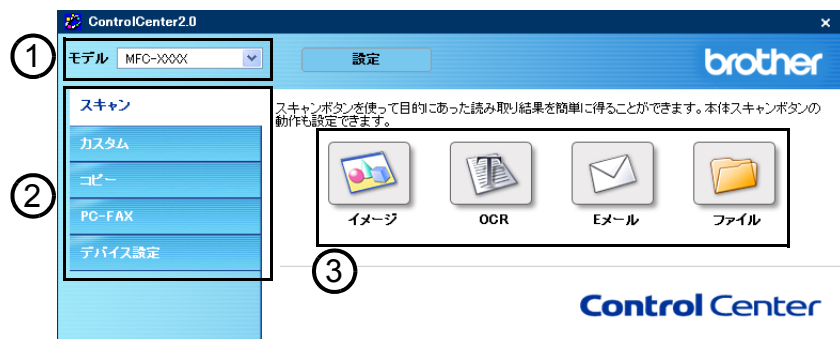 ControlCenter2.0
×
① モデル MFC-XXXX 設定 brother
スキャン
スキャンボタンを使って目的にあった読み取り結果を簡単に得ることができます。本体スキャンボタンの
動作も設定できます。
カスタム
② コピー
PC-FAX
デバイス設定
イメージ OCR Eメール ファイル
③
Control Center